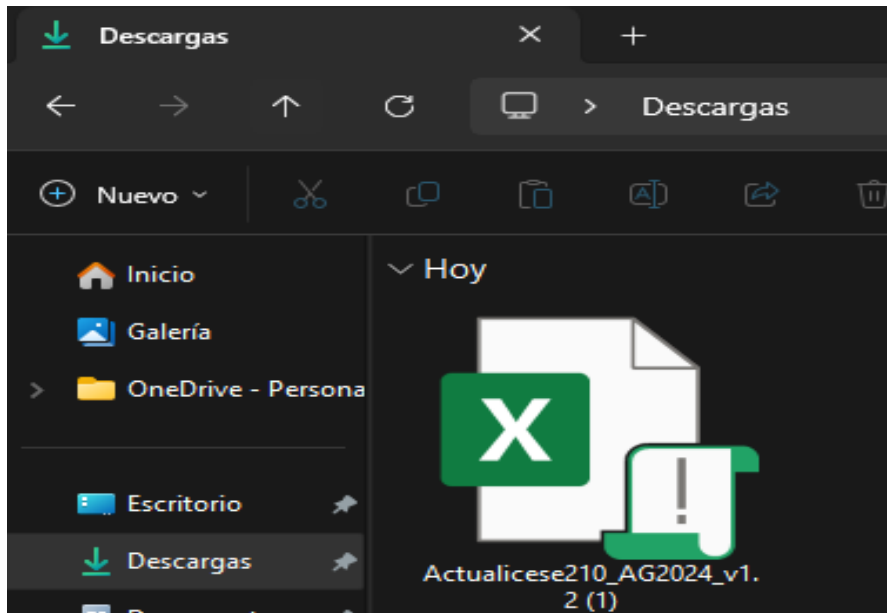 Descargas
Descargas
Nuevo
Inicio
Hoy
Galería
OneDrive - Persona
Escritorio
Descargas
Actualicese210_AG2024_v1.
2 (1)